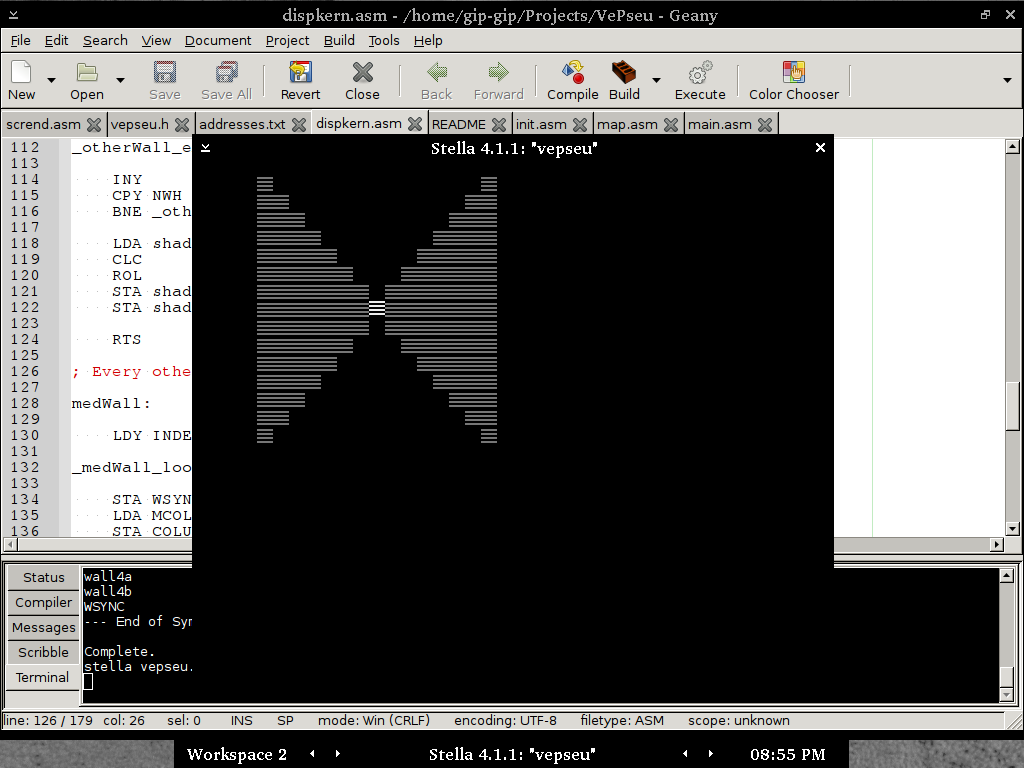 dispkern.asm - /home/gip-gip/Projects/VePseu - Geany
File Edit Search View Document Project Build Tools Help
New Open Save Save All Revert Close Back Forward Compile Build Execute Color Chooser
scrend.asm vepseu.h addresses.txt dispkern.asm README init.asm map.asm main.asm
Stella 4.1.1: "vepseu"
112 _otherWall_e
113
114 INY
115 CPY NWH
116 BNE _oth
117
118 LDA shad
119 CLC
120 ROL
121 STA shad
122 STA shad
123
124 RTS
125
126 ; Every othe
127
128 medWall:
129
130 LDY INDE
131
132 _medWall_loo
133
134 STA WSYN
135 LDA MCOL
136 STA COLU
Status
Compiler
Messages
Scribble
Terminal
wall4a
wall4b
WSYNC
--- End of Syr
Complete.
stella vepseu.
line: 126 / 179 col: 26 sel: 0 INS SP mode: Win (CRLF) encoding: UTF-8 filetype: ASM scope: unknown
Workspace 2 Stella 4.1.1: "vepseu" 08:55 PM